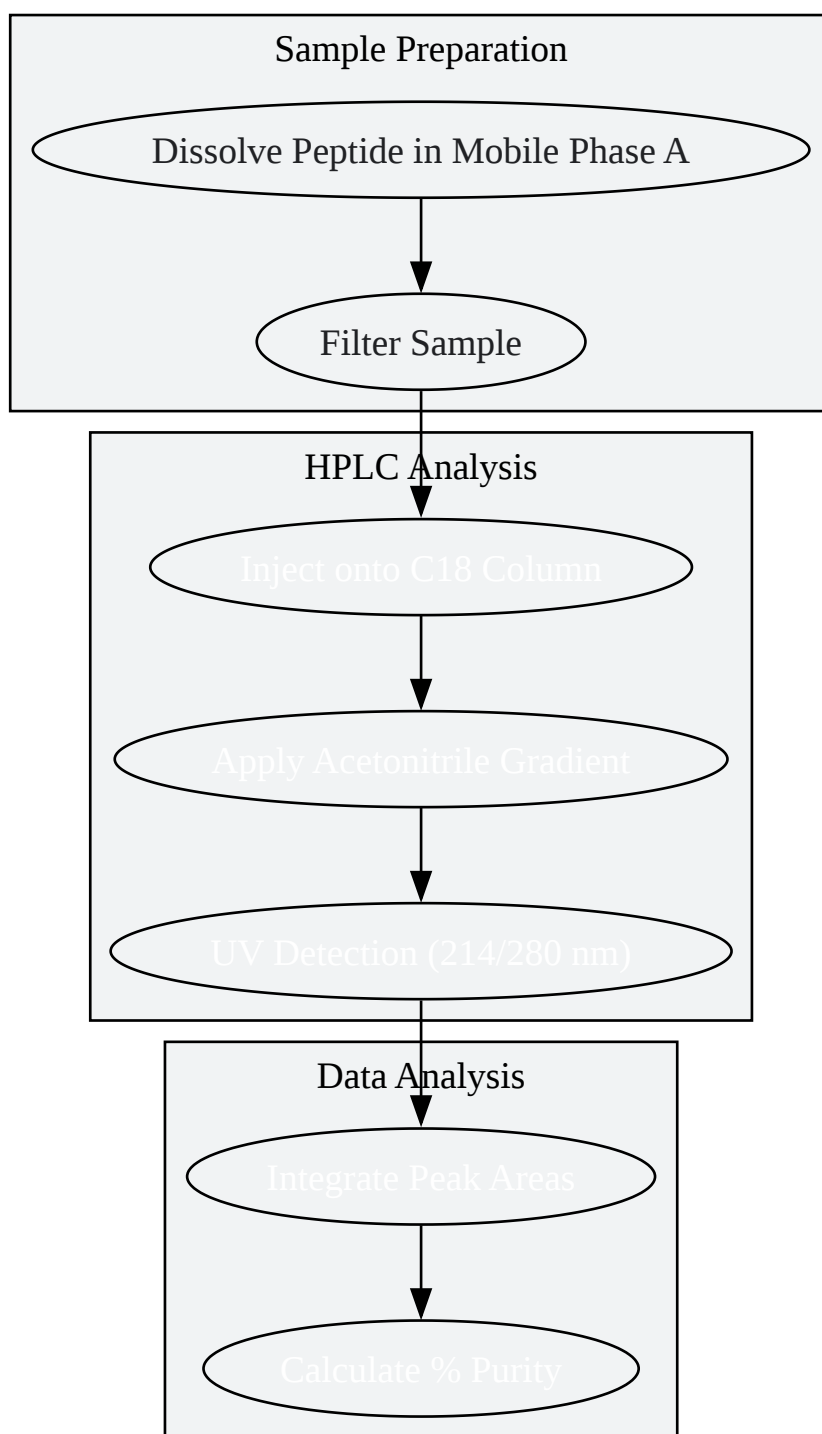 Sample Preparation
Dissolve Peptide in Mobile Phase A
Filter Sample
HPLC Analysis
Inject onto C18 Column
Apply Acetonitrile Gradient
UV Detection (214/280 nm)
Data Analysis
Integrate Peak Areas
Calculate % Purity